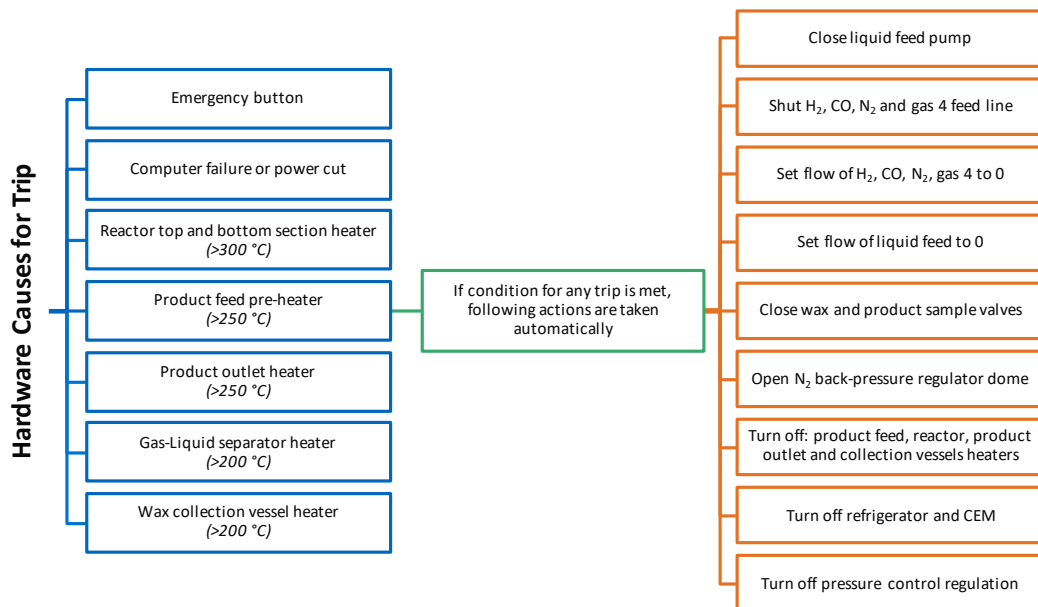 Hardware Causes for Trip
Emergency button
Computer failure or power cut
Reactor top and bottom section heater
(>300 °C)
Product feed pre-heater
(>250 °C)
Product outlet heater
(>250 °C)
Gas-Liquid separator heater
(>200 °C)
Wax collection vessel heater
(>200 °C)
If condition for any trip is met,
following actions are taken
automatically
Close liquid feed pump
Shut H₂, CO, N₂ and gas 4 feed line
Set flow of H₂, CO, N₂, gas 4 to 0
Set flow of liquid feed to 0
Close wax and product sample valves
Open N₂ back-pressure regulator dome
Turn off: product feed, reactor, product
outlet and collection vessels heaters
Turn off refrigerator and CEM
Turn off pressure control regulation